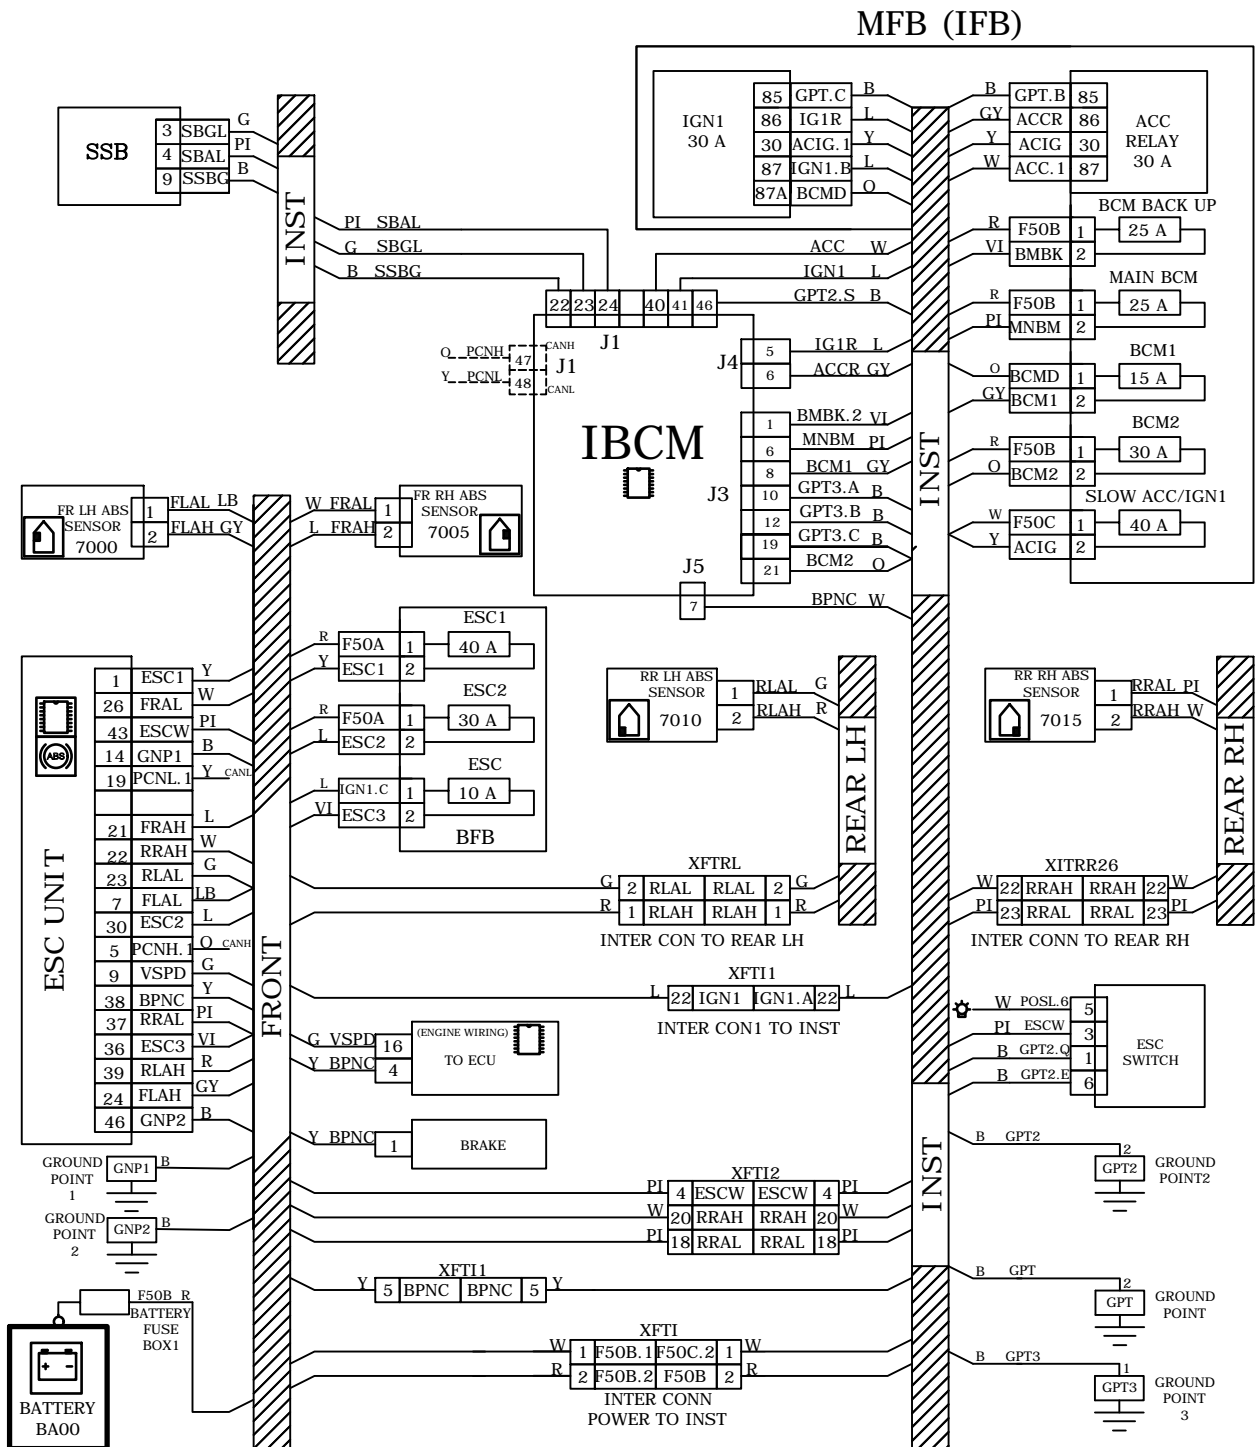 MFB (IFB)
SSB
3 SBGL G
4 SBAL PI
9 SSBG B
INST
PI SBAL
G SBGL
B SSBG
IGN1
30 A
85 GPT.C B
86 IG1R L
30 ACIG.1 Y
87 IGN1.B L
87A BCMD O
B GPT.B 85
GY ACCR 86
Y ACIG 30
W ACC.1 87
ACC
RELAY
30 A
BCM BACK UP
R F50B 1 25 A
VI BMBK 2
MAIN BCM
R F50B 1 25 A
PI MNBM 2
BCM1
O BCMD 1 15 A
GY BCM1 2
BCM2
R F50B 1 30 A
O BCM2 2
SLOW ACC/IGN1
W F50C 1 40 A
Y ACIG 2
INST
ACC W
IGN1 L
GPT2.S B
22 23 24 40 41 46
J1
O PCNH 47 CANH
Y PCNL 48 CANL
J1
IBCM
J4
5 IG1R L
6 ACCR GY
J3
1 BMBK.2 VI
6 MNBM PI
8 BCM1 GY
10 GPT3.A B
12 GPT3.B B
19 GPT3.C B
21 BCM2 O
J5
7 BPNC W
FR LH ABS
SENSOR
7000
1 FLAL LB
2 FLAH GY
W FRAL 1
L FRAH 2
FR RH ABS
SENSOR
7005
ESC1
R F50A 1 40 A
Y ESC1 2
ESC2
R F50A 1 30 A
L ESC2 2
ESC
L IGN1.C 1 10 A
VI ESC3 2
BFB
ESC UNIT
ABS
1 ESC1 Y
26 FRAL W
43 ESCW PI
14 GNP1 B
19 PCNL.1 Y CANL
21 FRAH L
22 RRAH W
23 RLAL G
7 FLAL LB
30 ESC2 L
5 PCNH.1 O CANH
9 VSPD G
38 BPNC Y
37 RRAL PI
36 ESC3 VI
39 RLAH R
24 FLAH GY
46 GNP2 B
FRONT
RR LH ABS
SENSOR
7010
1 RLAL G
2 RLAH R
REAR LH
RR RH ABS
SENSOR
7015
1 RRAL PI
2 RRAH W
REAR RH
XFTRL
G 2 RLAL RLAL 2 G
R 1 RLAH RLAH 1 R
INTER CON TO REAR LH
XITRR26
W 22 RRAH RRAH 22 W
PI 23 RRAL RRAL 23 PI
INTER CONN TO REAR RH
XFTI1
L 22 IGN1 IGN1.A 22 L
INTER CON1 TO INST
W POSL.6 5
PI ESCW 3
B GPT2.Q 1
B GPT2.E 6
ESC
SWITCH
G VSPD 16
Y BPNC 4
(ENGINE WIRING)
TO ECU
Y BPNC 1 BRAKE
INST
B GPT2 2
GPT2
GROUND
POINT2
GROUND
POINT
1
GNP1 B
GROUND
POINT
2
GNP2 B
XFTI2
PI 4 ESCW ESCW 4 PI
W 20 RRAH RRAH 20 W
PI 18 RRAL RRAL 18 PI
XFTI1
Y 5 BPNC BPNC 5 Y
B GPT 2
GPT
GROUND
POINT
F50B R
BATTERY
FUSE
BOX1
BATTERY
BA00
XFTI
W 1 F50B.1 F50C.2 1 W
R 2 F50B.2 F50B 2 R
INTER CONN
POWER TO INST
B GPT3 1
GPT3
GROUND
POINT
3